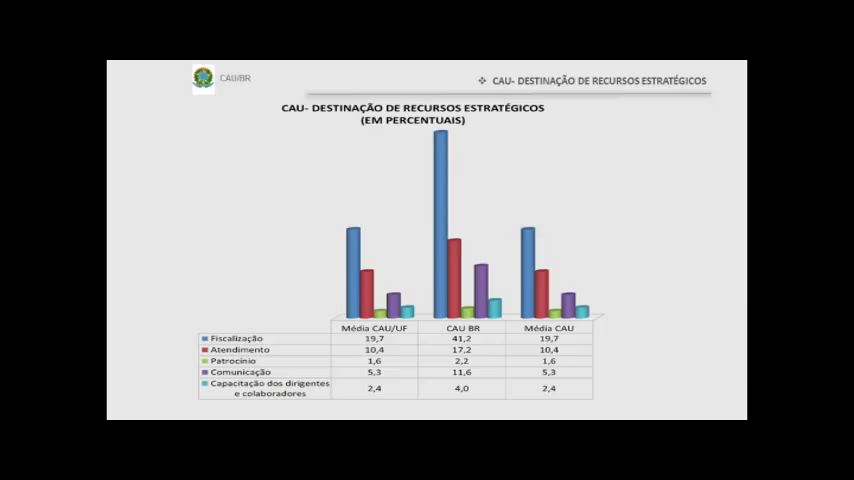 CAU/BR
❖ CAU- DESTINAÇÃO DE RECURSOS ESTRATÉGICOS
CAU- DESTINAÇÃO DE RECURSOS ESTRATÉGICOS
(EM PERCENTUAIS)
Média CAU/UF CAU BR Média CAU
Fiscalização 19,7 41,2 19,7
Atendimento 10,4 17,2 10,4
Patrocínio 1,6 2,2 1,6
Comunicação 5,3 11,6 5,3
Capacitação dos dirigentes
e colaboradores 2,4 4,0 2,4